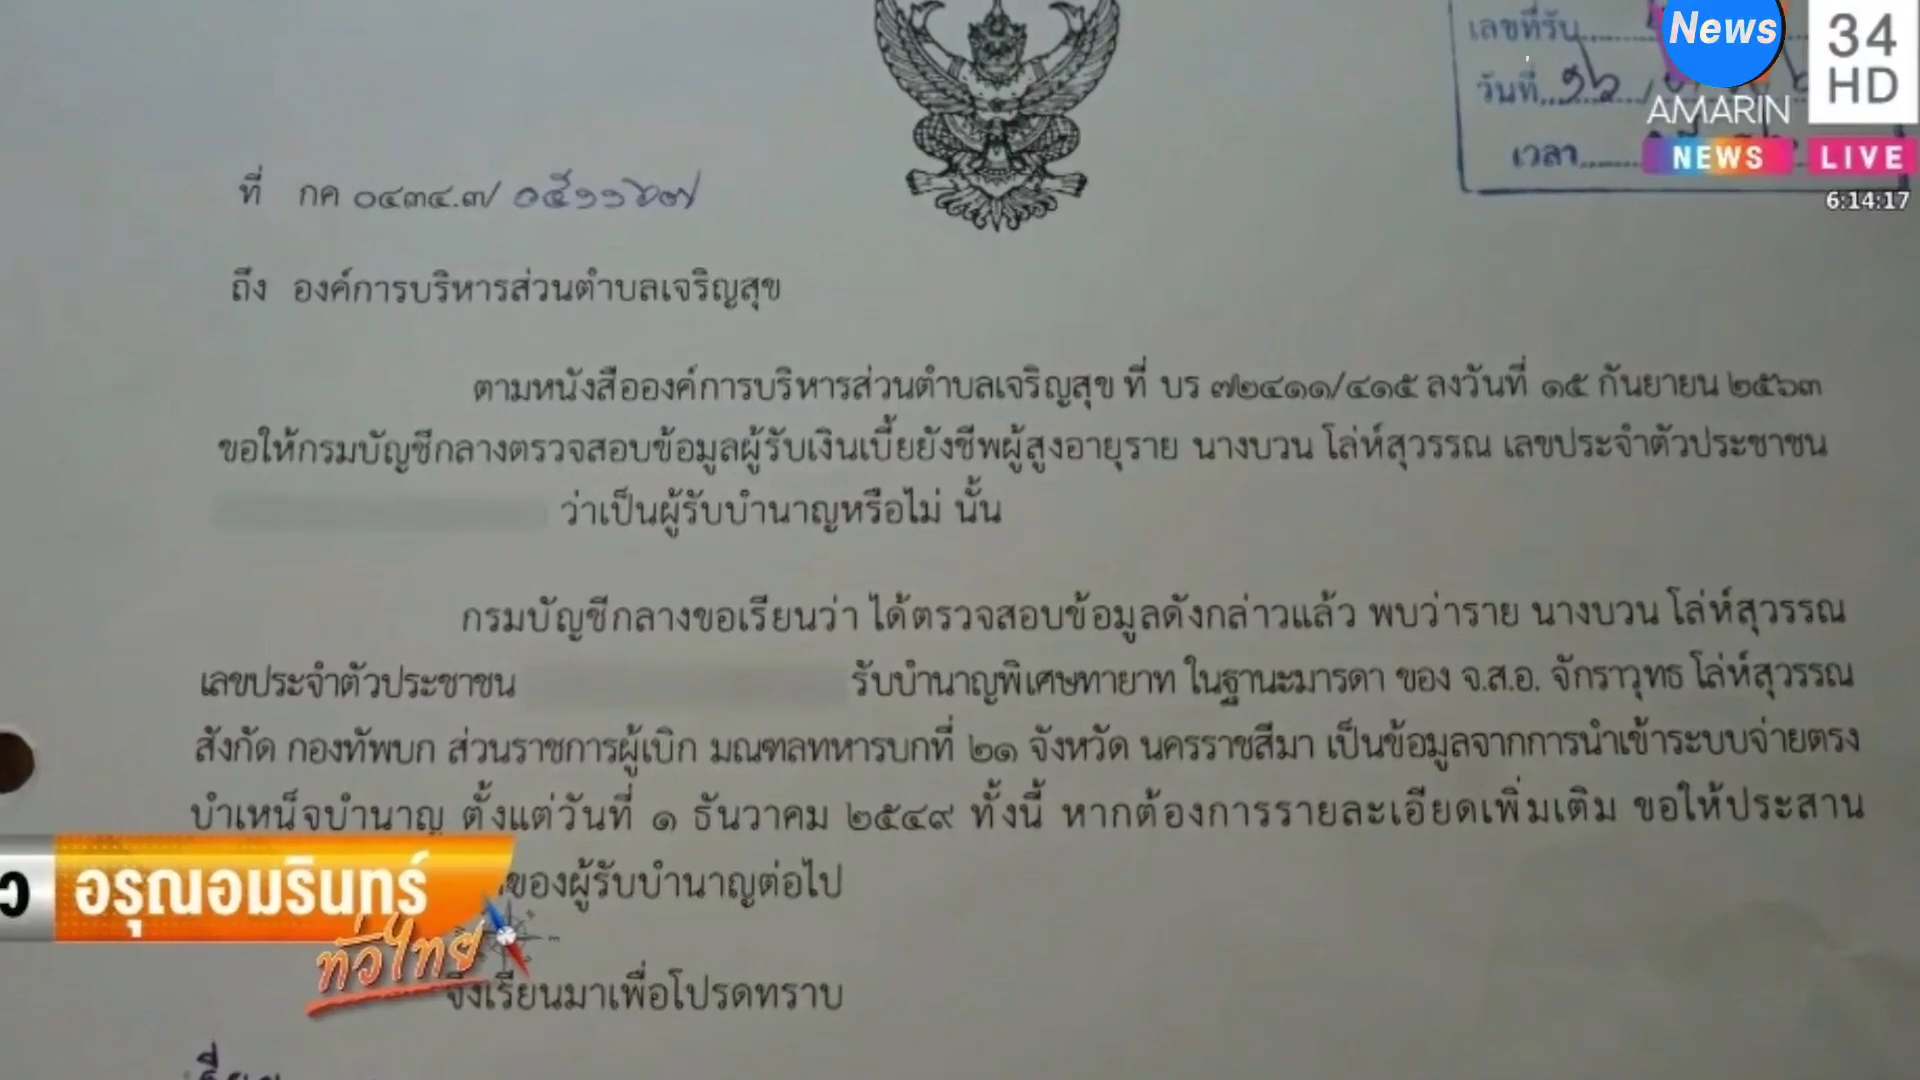 เลขที่รับ
News
34
HD
วันที่
AMARIN
NEWS LIVE
เวลา
6:14:17
ที่ กค ๐๔๓๔.๓/
ถึง องค์การบริหารส่วนตำบลเจริญสุข
ตามหนังสือองค์การบริหารส่วนตำบลเจริญสุข ที่ บร ๗๒๔๑๑/๔๑๕ ลงวันที่ ๑๕ กันยายน ๒๕๖๓
ขอให้กรมบัญชีกลางตรวจสอบข้อมูลผู้รับเงินเบี้ยยังชีพผู้สูงอายุราย นางบวน โล่ห์สุวรรณ เลขประจำตัวประชาชน
ว่าเป็นผู้รับบำนาญหรือไม่ นั้น
กรมบัญชีกลางขอเรียนว่า ได้ตรวจสอบข้อมูลดังกล่าวแล้ว พบว่าราย นางบวน โล่ห์สุวรรณ
เลขประจำตัวประชาชน รับบำนาญพิเศษทายาท ในฐานะมารดา ของ จ.ส.อ. จักราวุทธ โล่ห์สุวรรณ
สังกัด กองทัพบก ส่วนราชการผู้เบิก มณฑลทหารบกที่ ๒๑ จังหวัด นครราชสีมา เป็นข้อมูลจากการนำเข้าระบบจ่ายตรง
บำเหน็จบำนาญ ตั้งแต่วันที่ ๑ ธันวาคม ๒๕๔๙ ทั้งนี้ หากต้องการรายละเอียดเพิ่มเติม ขอให้ประสาน
ของผู้รับบำนาญต่อไป
ว อรุณอมรินทร์
ทั่วไทย
จึงเรียนมาเพื่อโปรดทราบ